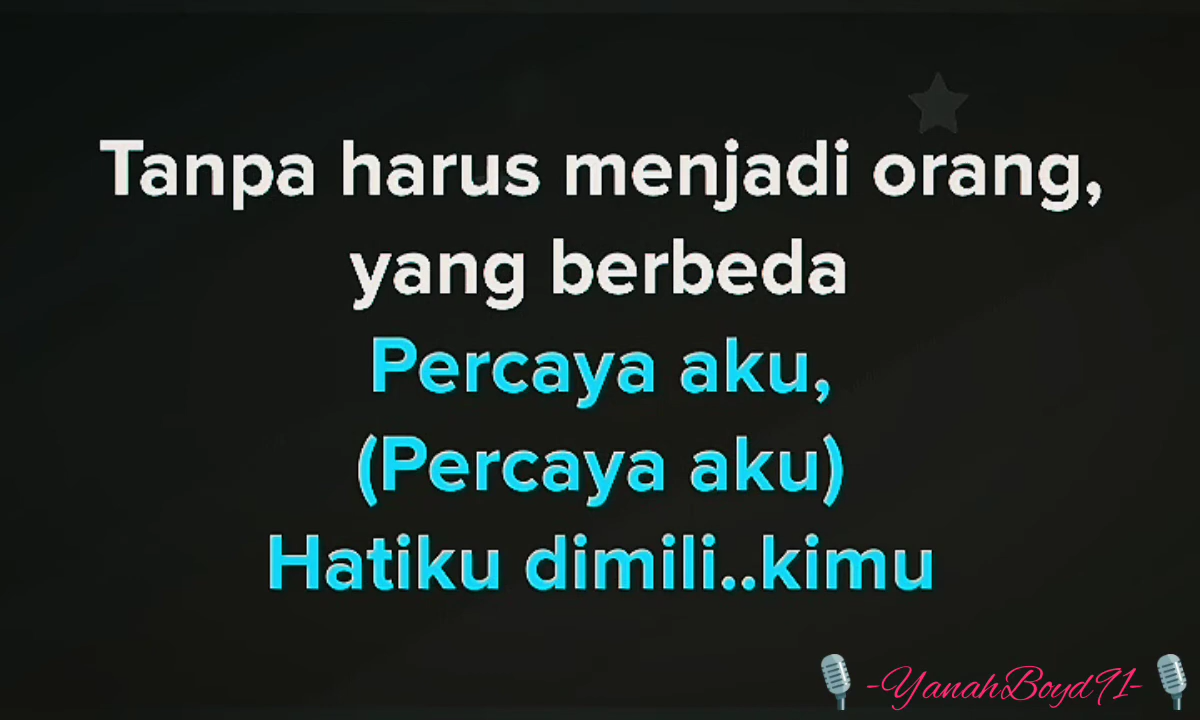 Tanpa harus menjadi orang,
yang berbeda
Percaya aku,
(Percaya aku)
Hatiku dimili..kimu
-YanahBoyd91-